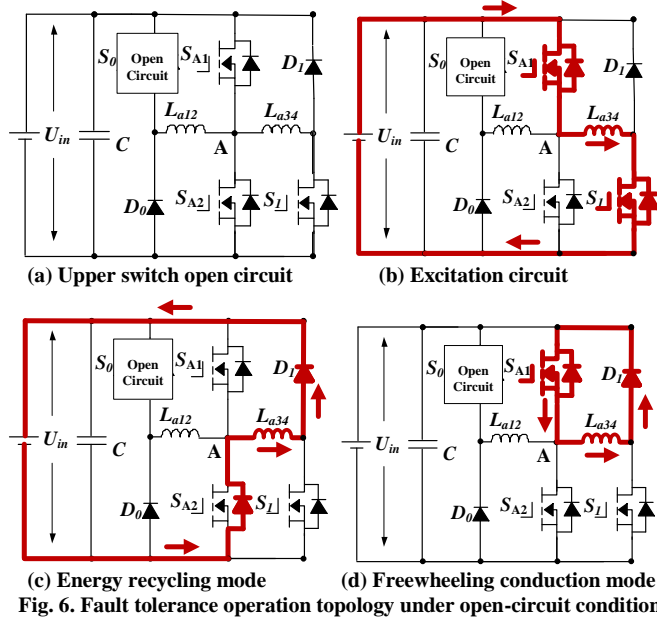 S0
Open
Circuit
SA1
D1
Uin
C
La12
La34
A
D0
SA2
S1
(a) Upper switch open circuit
S0
Open
Circuit
SA1
D1
Uin
C
La12
La34
A
D0
SA2
S1
(b) Excitation circuit
S0
Open
Circuit
SA1
D1
Uin
C
La12
La34
A
D0
SA2
S1
(c) Energy recycling mode
S0
Open
Circuit
SA1
D1
Uin
C
La12
La34
A
D0
SA2
S1
(d) Freewheeling conduction mode
Fig. 6. Fault tolerance operation topology under open-circuit condition